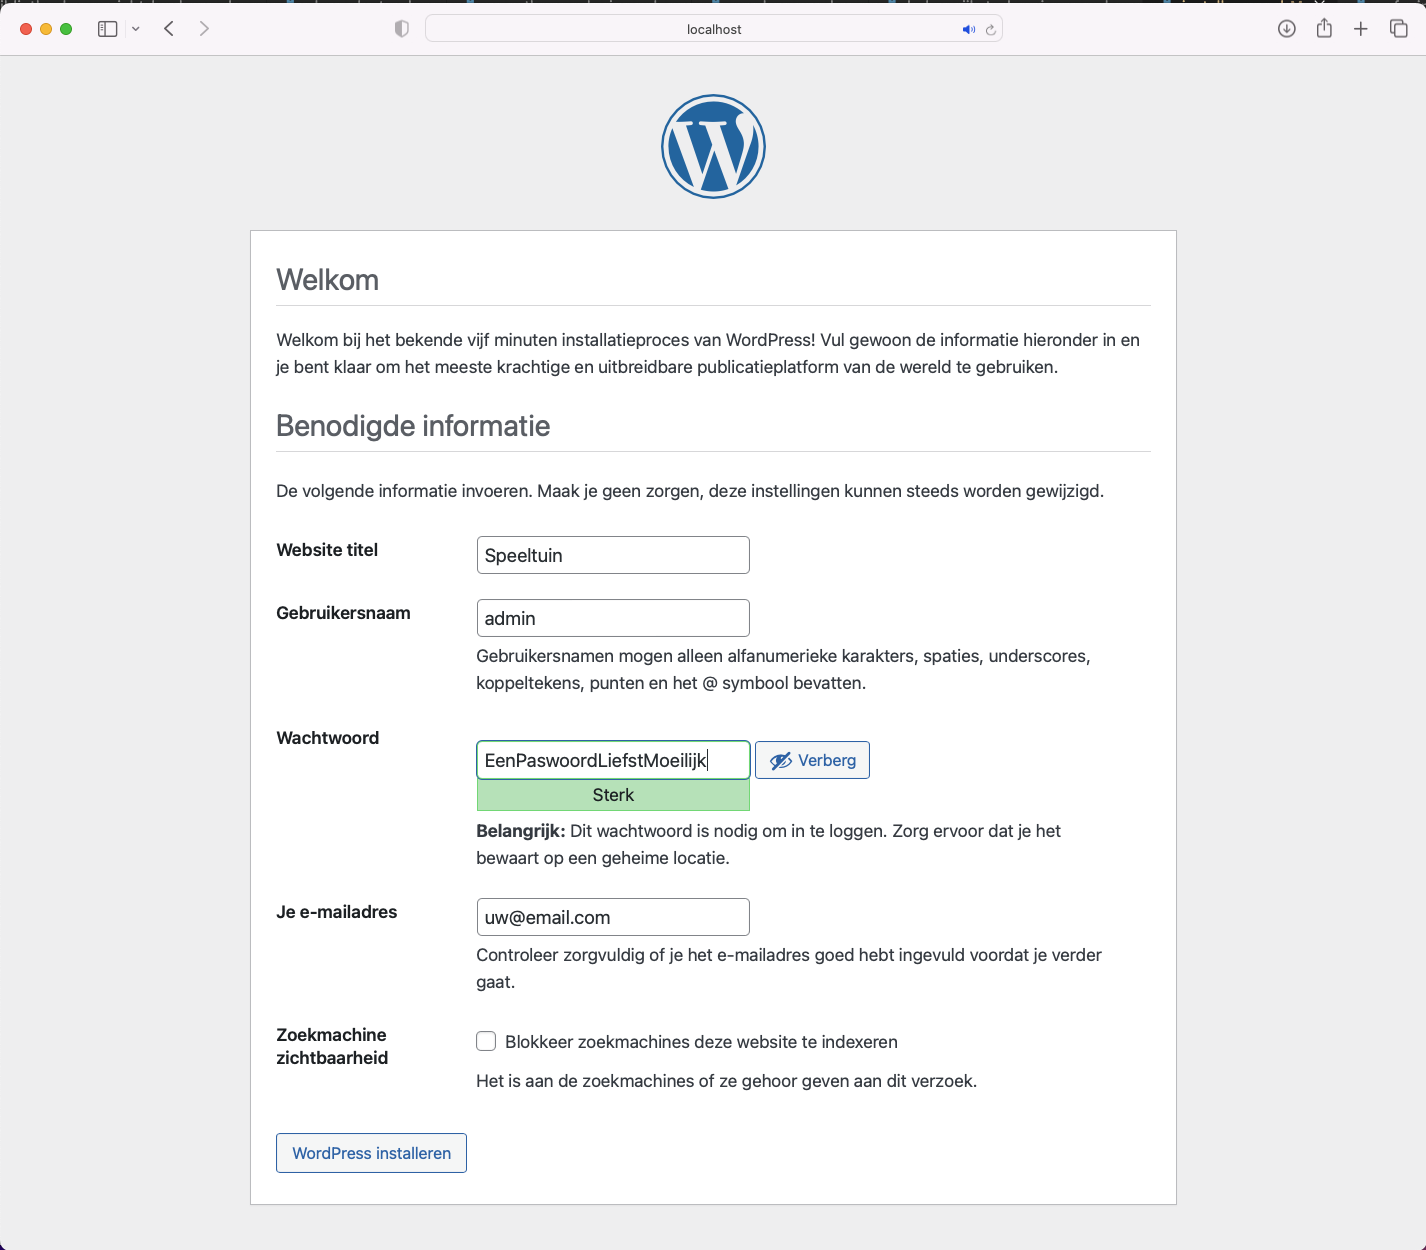 localhost
Welkom
Welkom bij het bekende vijf minuten installatieproces van WordPress! Vul gewoon de informatie hieronder in en
je bent klaar om het meeste krachtige en uitbreidbare publicatieplatform van de wereld te gebruiken.
Benodigde informatie
De volgende informatie invoeren. Maak je geen zorgen, deze instellingen kunnen steeds worden gewijzigd.
Website titel
Speeltuin
Gebruikersnaam
admin
Gebruikersnamen mogen alleen alfanumerieke karakters, spaties, underscores,
koppeltekens, punten en het @ symbool bevatten.
Wachtwoord
EenPaswoordLiefstMoeilijk
Verberg
Sterk
Belangrijk: Dit wachtwoord is nodig om in te loggen. Zorg ervoor dat je het
bewaart op een geheime locatie.
Je e-mailadres
uw@email.com
Controleer zorgvuldig of je het e-mailadres goed hebt ingevuld voordat je verder
gaat.
Zoekmachine
zichtbaarheid
Blokkeer zoekmachines deze website te indexeren
Het is aan de zoekmachines of ze gehoor geven aan dit verzoek.
WordPress installeren